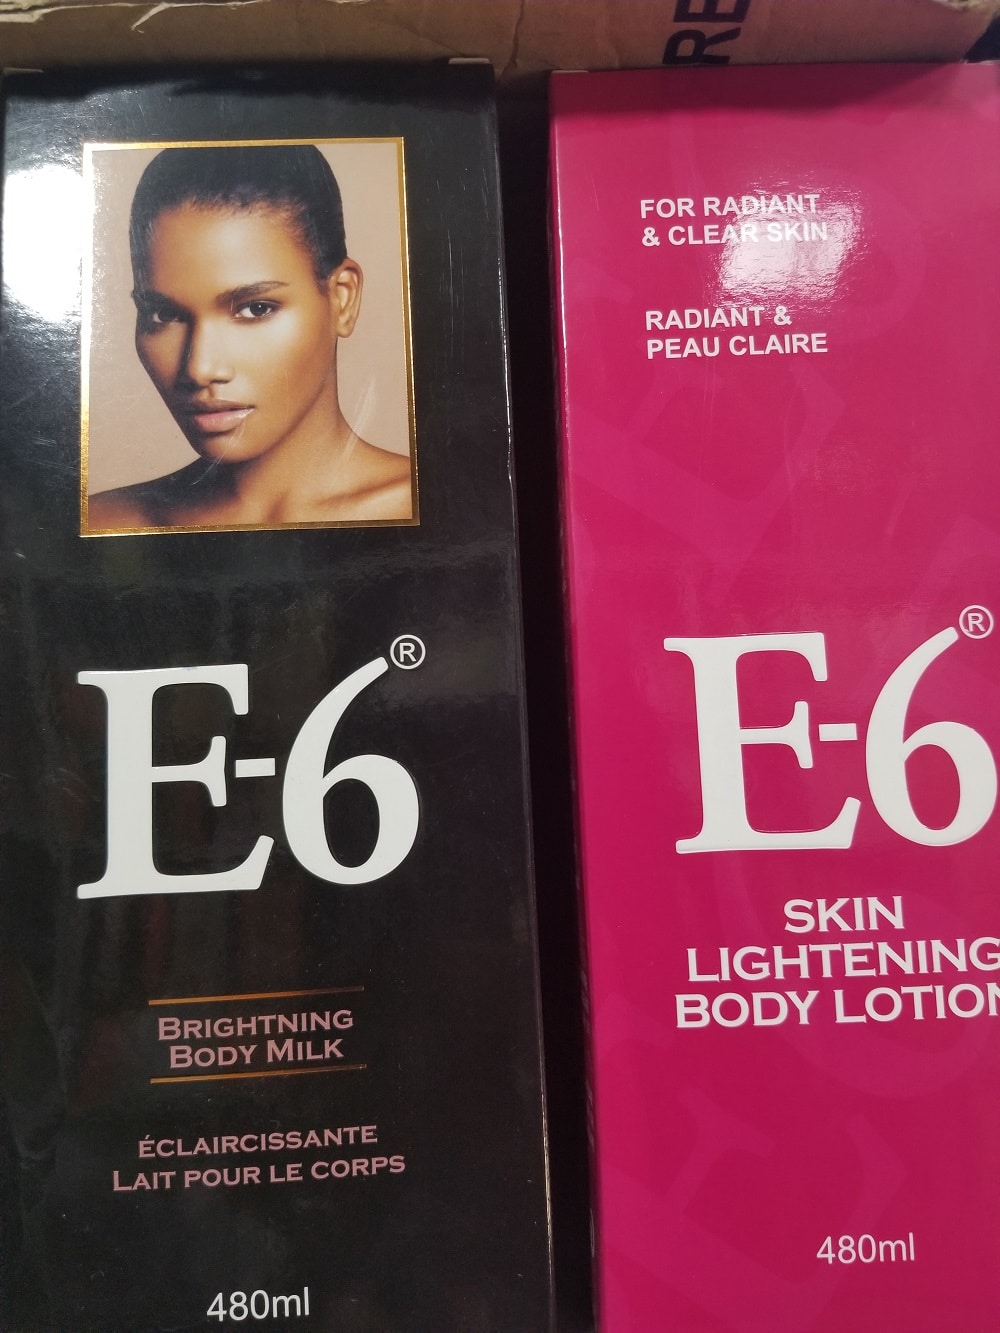 E-6®
BRIGHTNING
BODY MILK
ÉCLAIRCISSANTE
LAIT POUR LE CORPS
480ml
RE
FOR RADIANT
& CLEAR SKIN
RADIANT &
PEAU CLAIRE
E-6®
SKIN
LIGHTENING
BODY LOTION
480ml